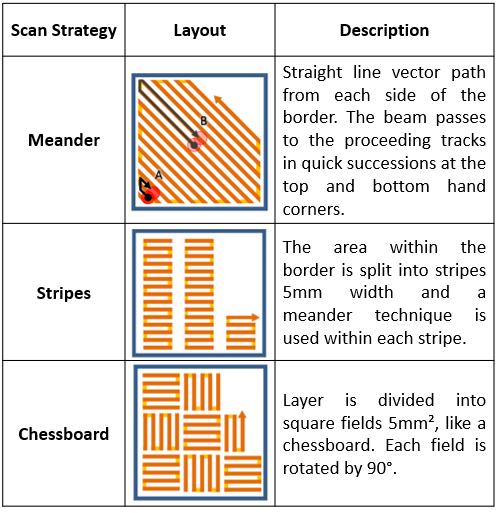 Scan Strategy
Layout
Description
Meander
B
A
Straight line vector path
from each side of the
border. The beam passes
to the proceeding tracks
in quick successions at the
top and bottom hand
corners.
Stripes
The area within the
border is split into stripes
5mm width and a
meander technique is
used within each stripe.
Chessboard
Layer is divided into
square fields 5mm², like a
chessboard. Each field is
rotated by 90°.